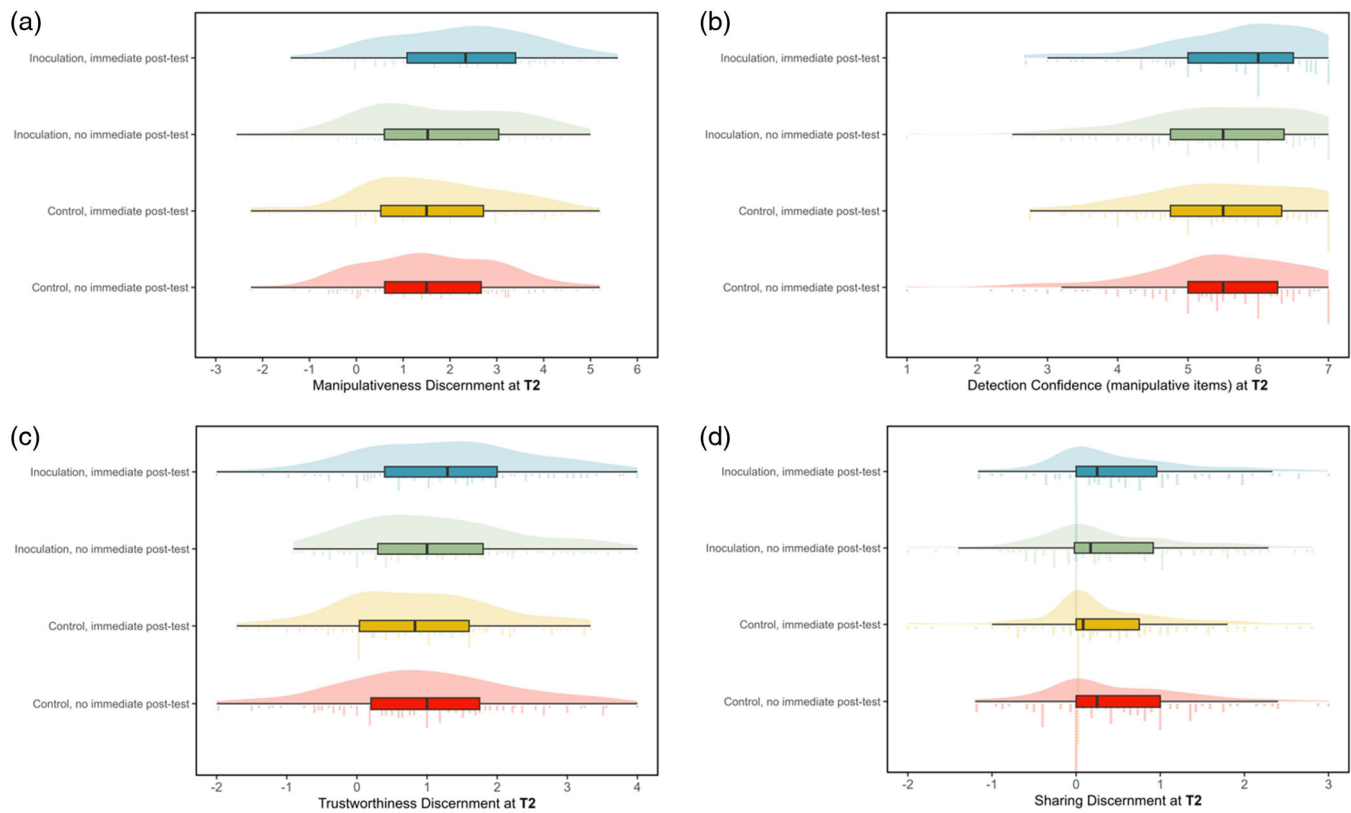 (a)
Inoculation, immediate post-test
Inoculation, no immediate post-test
Control, immediate post-test
Control, no immediate post-test
-3 -2 -1 0 1 2 3 4 5 6
Manipulativeness Discernment at T2
(b)
Inoculation, immediate post-test
Inoculation, no immediate post-test
Control, immediate post-test
Control, no immediate post-test
1 2 3 4 5 6 7
Detection Confidence (manipulative items) at T2
(c)
Inoculation, immediate post-test
Inoculation, no immediate post-test
Control, immediate post-test
Control, no immediate post-test
-2 -1 0 1 2 3 4
Trustworthiness Discernment at T2
(d)
Inoculation, immediate post-test
Inoculation, no immediate post-test
Control, immediate post-test
Control, no immediate post-test
-2 -1 0 1 2 3
Sharing Discernment at T2